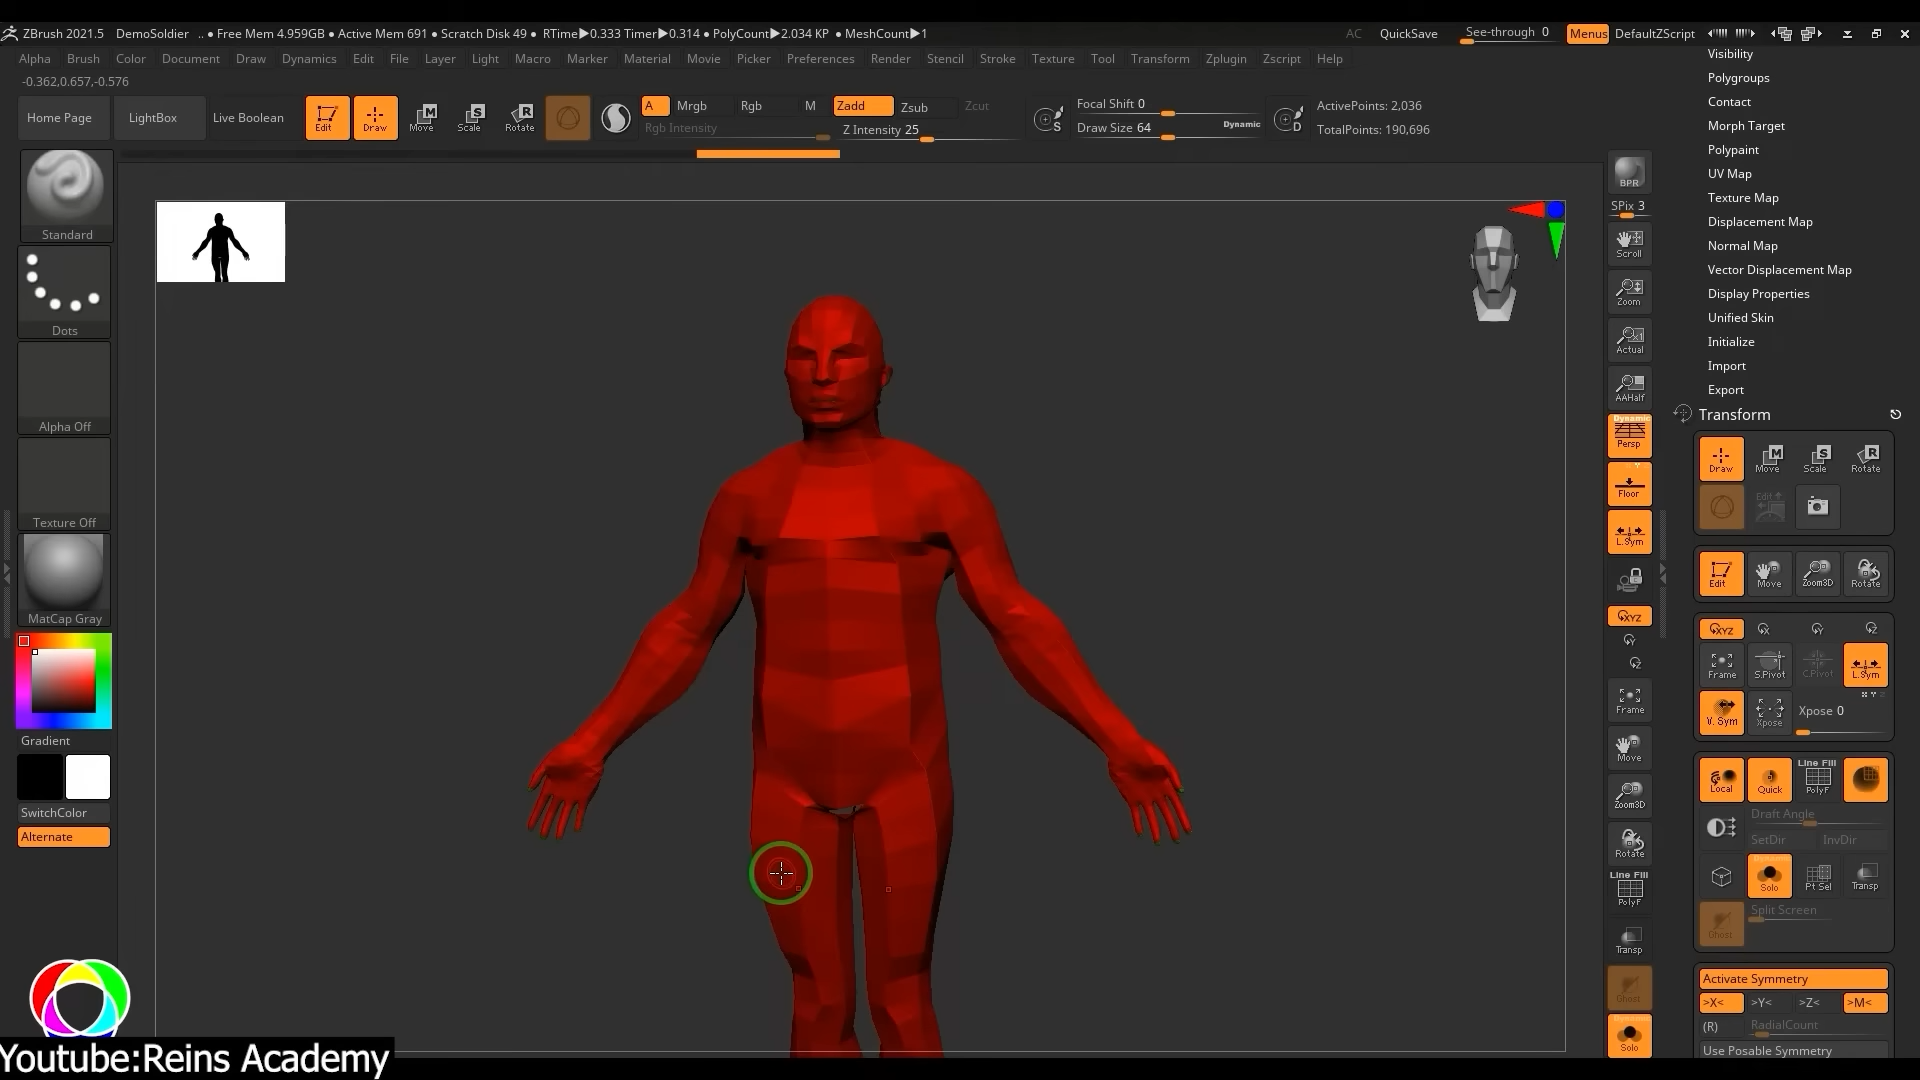 ZBrush 2021.5 DemoSoldier .. ● Free Mem 4.959GB ● Active Mem 691 ● Scratch Disk 49 ● RTime▶0.333 Timer▶0.314 ● PolyCount▶2.034 KP ● MeshCount▶1 AC QuickSave See-through 0 Menus DefaultZScript
Alpha Brush Color Document Draw Dynamics Edit File Layer Light Macro Marker Material Movie Picker Preferences Render Stencil Stroke Texture Tool Transform Zplugin Zscript Help
-0.362,0.657,-0.576
Home Page LightBox Live Boolean Edit Draw Move Scale Rotate
A Mrgb Rgb M Zadd Zsub Zcut
Rgb Intensity Z Intensity 25
S Focal Shift 0
Draw Size 64 Dynamic
D ActivePoints: 2,036
TotalPoints: 190,696
Standard
Dots
Alpha Off
Texture Off
MatCap Gray
Gradient
SwitchColor
Alternate
BPR
SPix 3
Scroll
Zoom
Actual
AAHalf
Dynamic
Persp
Floor
L.Sym
XYZ
Y
Z
Frame
Move
Zoom3D
Rotate
Line Fill
PolyF
Transp
Ghost
Dynamic
Solo
Visibility
Polygroups
Contact
Morph Target
Polypaint
UV Map
Texture Map
Displacement Map
Normal Map
Vector Displacement Map
Display Properties
Unified Skin
Initialize
Import
Export
Transform
Draw Move Scale Rotate
Edit
Edit Move Zoom3D Rotate
XYZ X Y Z
Frame S.Pivot C.Pivot L.Sym
V. Sym Xpose Xpose 0
Local Quick Line Fill PolyF
Draft Angle
SetDir InvDir
Dynamic
Solo Pt Sel Transp
Ghost Split Screen
Activate Symmetry
>X< >Y< >Z< >M<
(R) RadialCount
Use Posable Symmetry
Youtube:Reins Academy